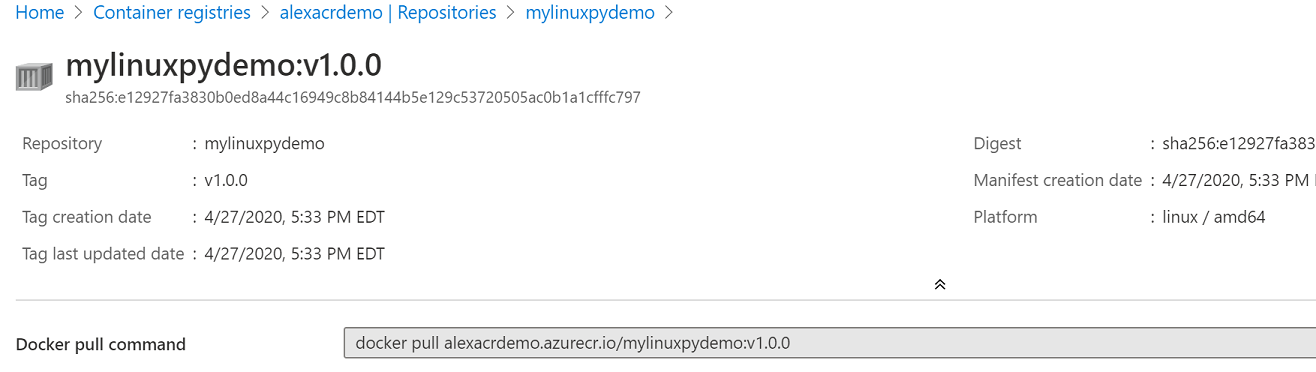 Home > Container registries > alexacrdemo | Repositories > mylinuxpydemo >
mylinuxpydemo:v1.0.0
sha256:e12927fa3830b0ed8a44c16949c8b84144b5e129c53720505ac0b1a1cfffc797
Repository : mylinuxpydemo
Digest : sha256:e12927fa383
Tag : v1.0.0
Manifest creation date : 4/27/2020, 5:33 PM
Tag creation date : 4/27/2020, 5:33 PM EDT
Platform : linux / amd64
Tag last updated date : 4/27/2020, 5:33 PM EDT
Docker pull command
docker pull alexacrdemo.azurecr.io/mylinuxpydemo:v1.0.0